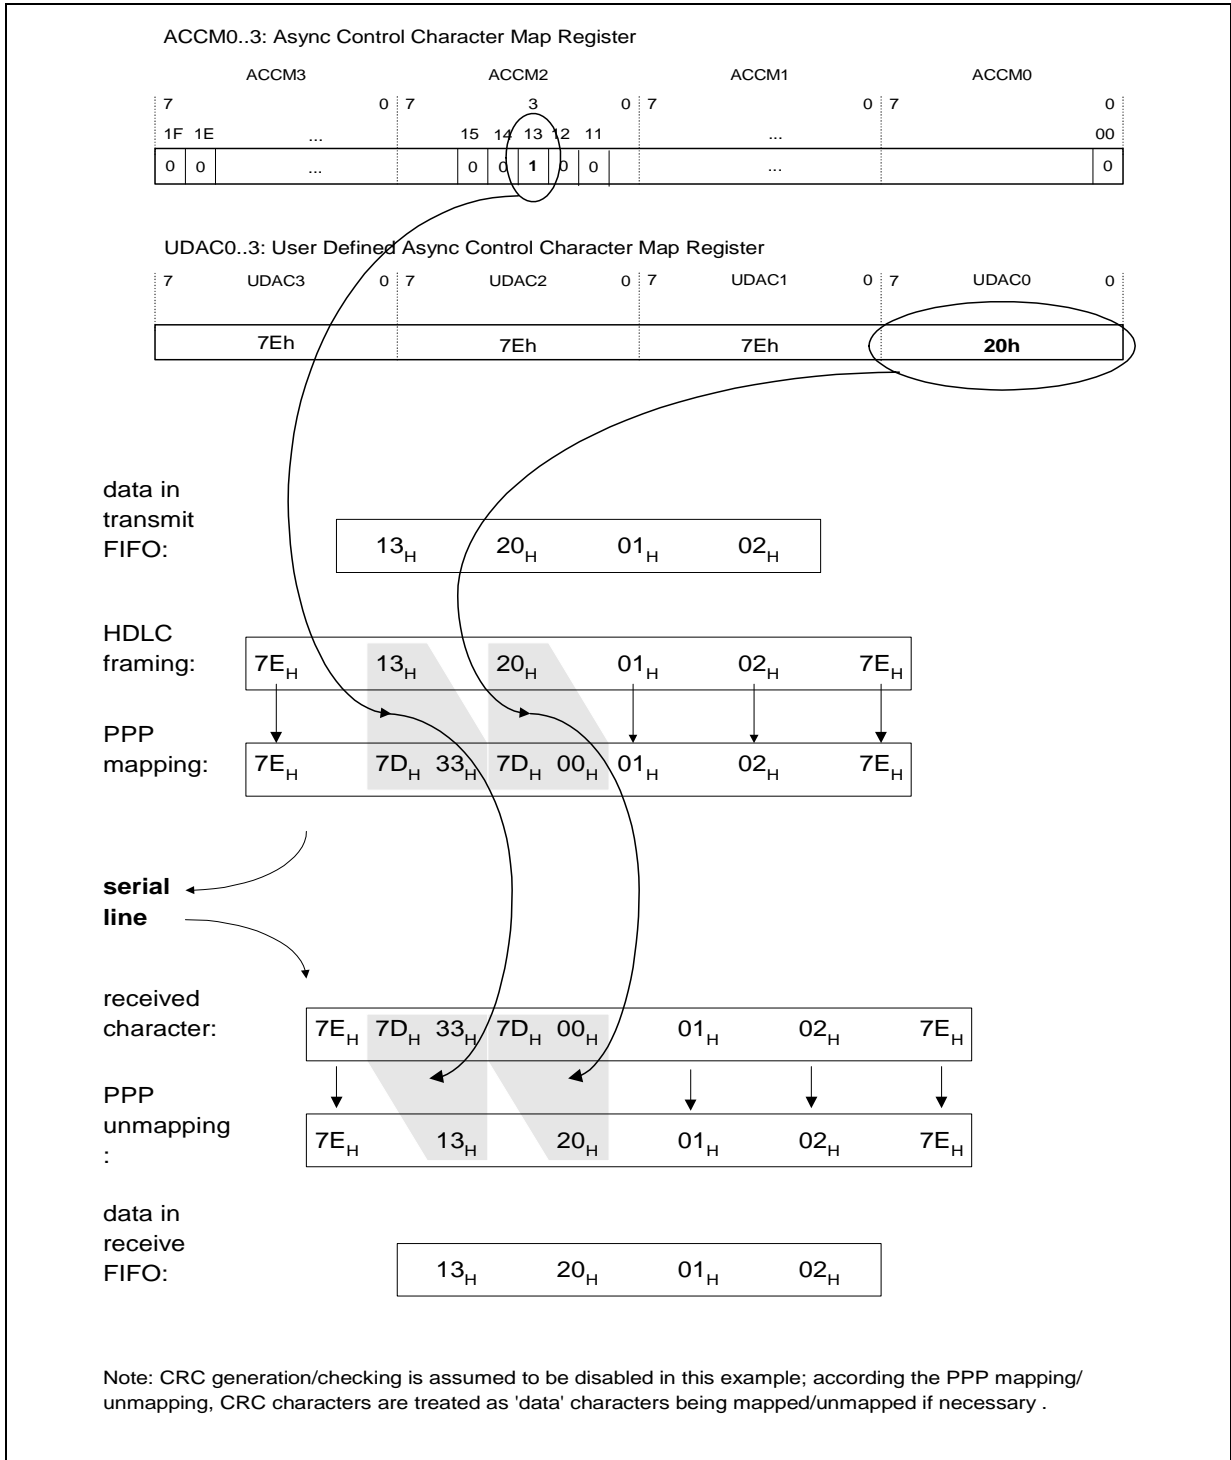 ACCM0..3: Async Control Character Map Register
ACCM3 ACCM2 ACCM1 ACCM0
7 0 7 3 0 7 0 7 0
1F 1E ... 15 14 13 12 11 ... 00
0 0 ... 0 0 1 0 0 ... 0
UDAC0..3: User Defined Async Control Character Map Register
7 UDAC3 0 7 UDAC2 0 7 UDAC1 0 7 UDAC0 0
7Eh 7Eh 7Eh 20h
data in
transmit
FIFO:
13H 20H 01H 02H
HDLC
framing:
7EH 13H 20H 01H 02H 7EH
PPP
mapping:
7EH 7DH 33H 7DH 00H 01H 02H 7EH
serial
line
received
character:
7EH 7DH 33H 7DH 00H 01H 02H 7EH
PPP
unmapping
:
7EH 13H 20H 01H 02H 7EH
data in
receive
FIFO:
13H 20H 01H 02H
Note: CRC generation/checking is assumed to be disabled in this example; according the PPP mapping/
unmapping, CRC characters are treated as 'data' characters being mapped/unmapped if necessary .